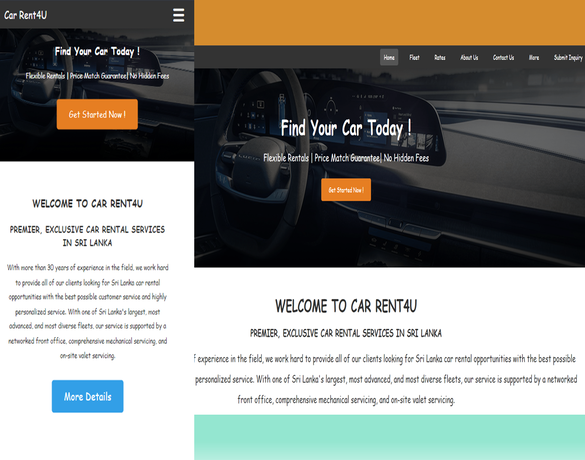 Car Rent4U
Find Your Car Today !
Flexible Rentals | Price Match Guarantee| No Hidden Fees
Get Started Now !
WELCOME TO CAR RENT4U
PREMIER, EXCLUSIVE CAR RENTAL SERVICES
IN SRI LANKA
With more than 30 years of experience in the field, we work hard
to provide all of our clients looking for Sri Lanka car rental
opportunities with the best possible customer service and highly
personalized service. With one of Sri Lanka's largest, most
advanced, and most diverse fleets, our service is supported by a
networked front office, comprehensive mechanical servicing, and
on-site valet servicing.
More Details
Home Fleet Rates About Us Contact Us More Submit Inquiry
Find Your Car Today !
Flexible Rentals | Price Match Guarantee| No Hidden Fees
Get Started Now !
WELCOME TO CAR RENT4U
PREMIER, EXCLUSIVE CAR RENTAL SERVICES IN SRI LANKA
f experience in the field, we work hard to provide all of our clients looking for Sri Lanka car rental opportunities with the best possible
personalized service. With one of Sri Lanka's largest, most advanced, and most diverse fleets, our service is supported by a networked
front office, comprehensive mechanical servicing, and on-site valet servicing.